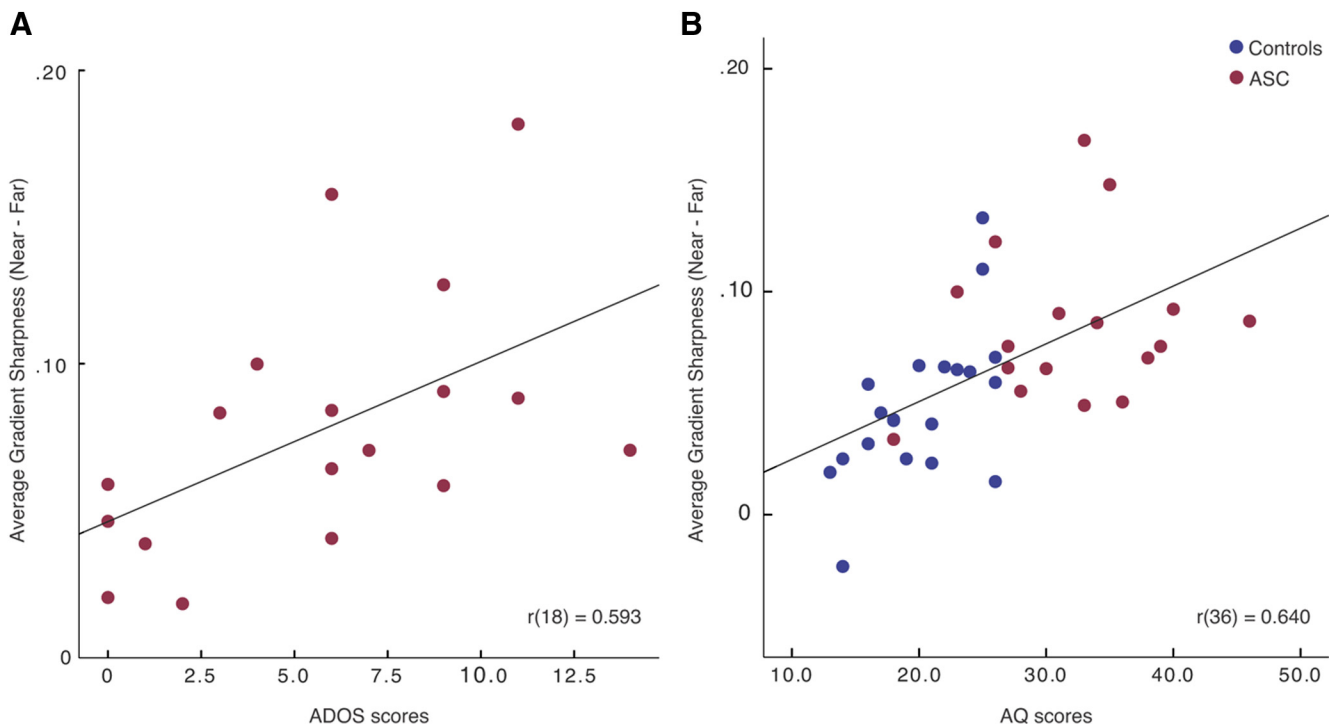 A
.20
.10
0
0
2.5
5.0
7.5
10.0
12.5
Average Gradient Sharpness (Near - Far)
ADOS scores
r(18) = 0.593
B
Controls
ASC
.20
.10
0
10.0
20.0
30.0
40.0
50.0
Average Gradient Sharpness (Near - Far)
AQ scores
r(36) = 0.640